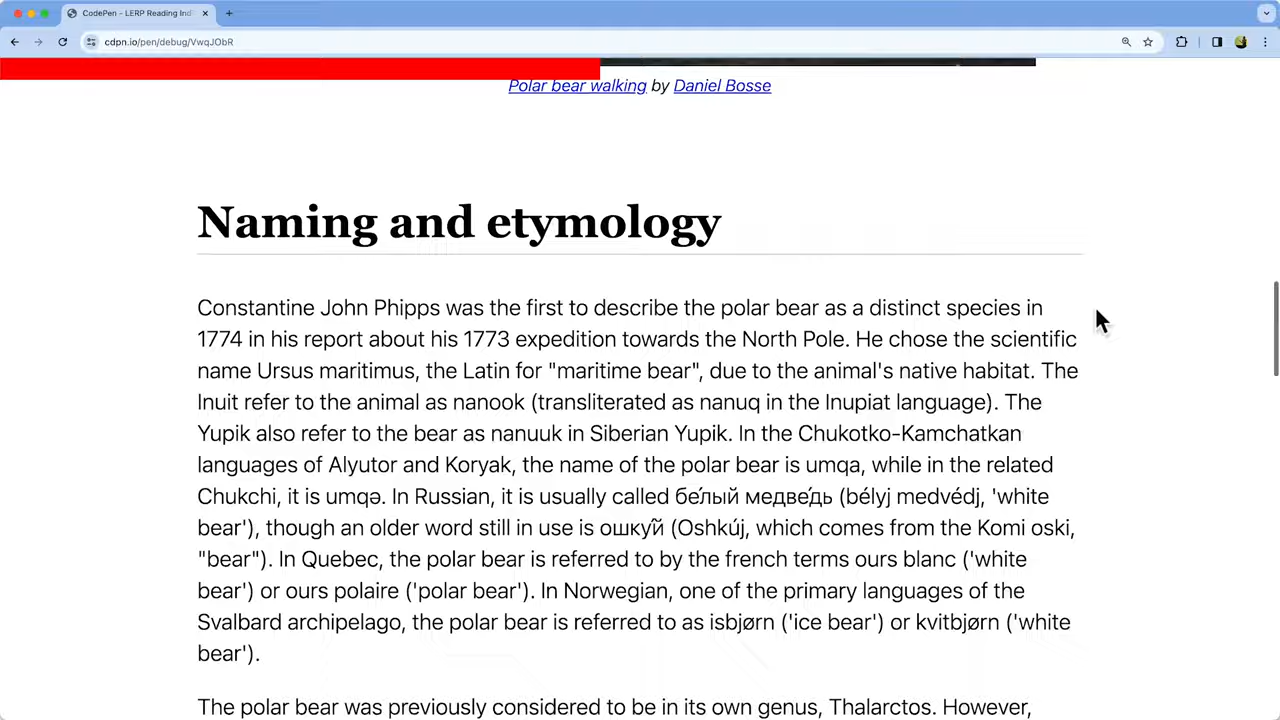 CodePen - LERP Reading Ind
cdpn.io/pen/debug/VwqJObR
Polar bear walking by Daniel Bosse
Naming and etymology
Constantine John Phipps was the first to describe the polar bear as a distinct species in
1774 in his report about his 1773 expedition towards the North Pole. He chose the scientific
name Ursus maritimus, the Latin for "maritime bear", due to the animal's native habitat. The
Inuit refer to the animal as nanook (transliterated as nanuq in the Inupiat language). The
Yupik also refer to the bear as nanuuk in Siberian Yupik. In the Chukotko-Kamchatkan
languages of Alyutor and Koryak, the name of the polar bear is umqa, while in the related
Chukchi, it is umqə. In Russian, it is usually called бе́лый медве́дь (bélyj medvédj, 'white
bear'), though an older word still in use is ошку́й (Oshkúj, which comes from the Komi oski,
"bear"). In Quebec, the polar bear is referred to by the french terms ours blanc ('white
bear') or ours polaire ('polar bear'). In Norwegian, one of the primary languages of the
Svalbard archipelago, the polar bear is referred to as isbjørn ('ice bear') or kvitbjørn ('white
bear').
The polar bear was previously considered to be in its own genus, Thalarctos. However,